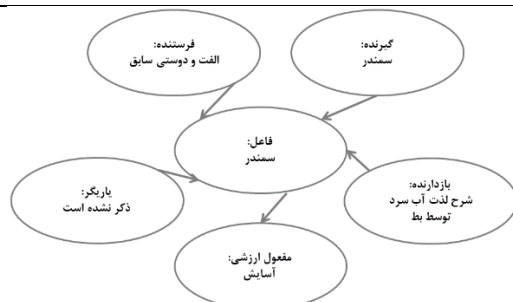 گیرنده:
سمندر
فرستنده:
الفت و دوستی سابق
فاعل:
سمندر
بازدارنده:
شرح لذت آب سرد
توسط بط
یاریگر:
ذکر نشده است
مفعول ارزشی:
آسایش